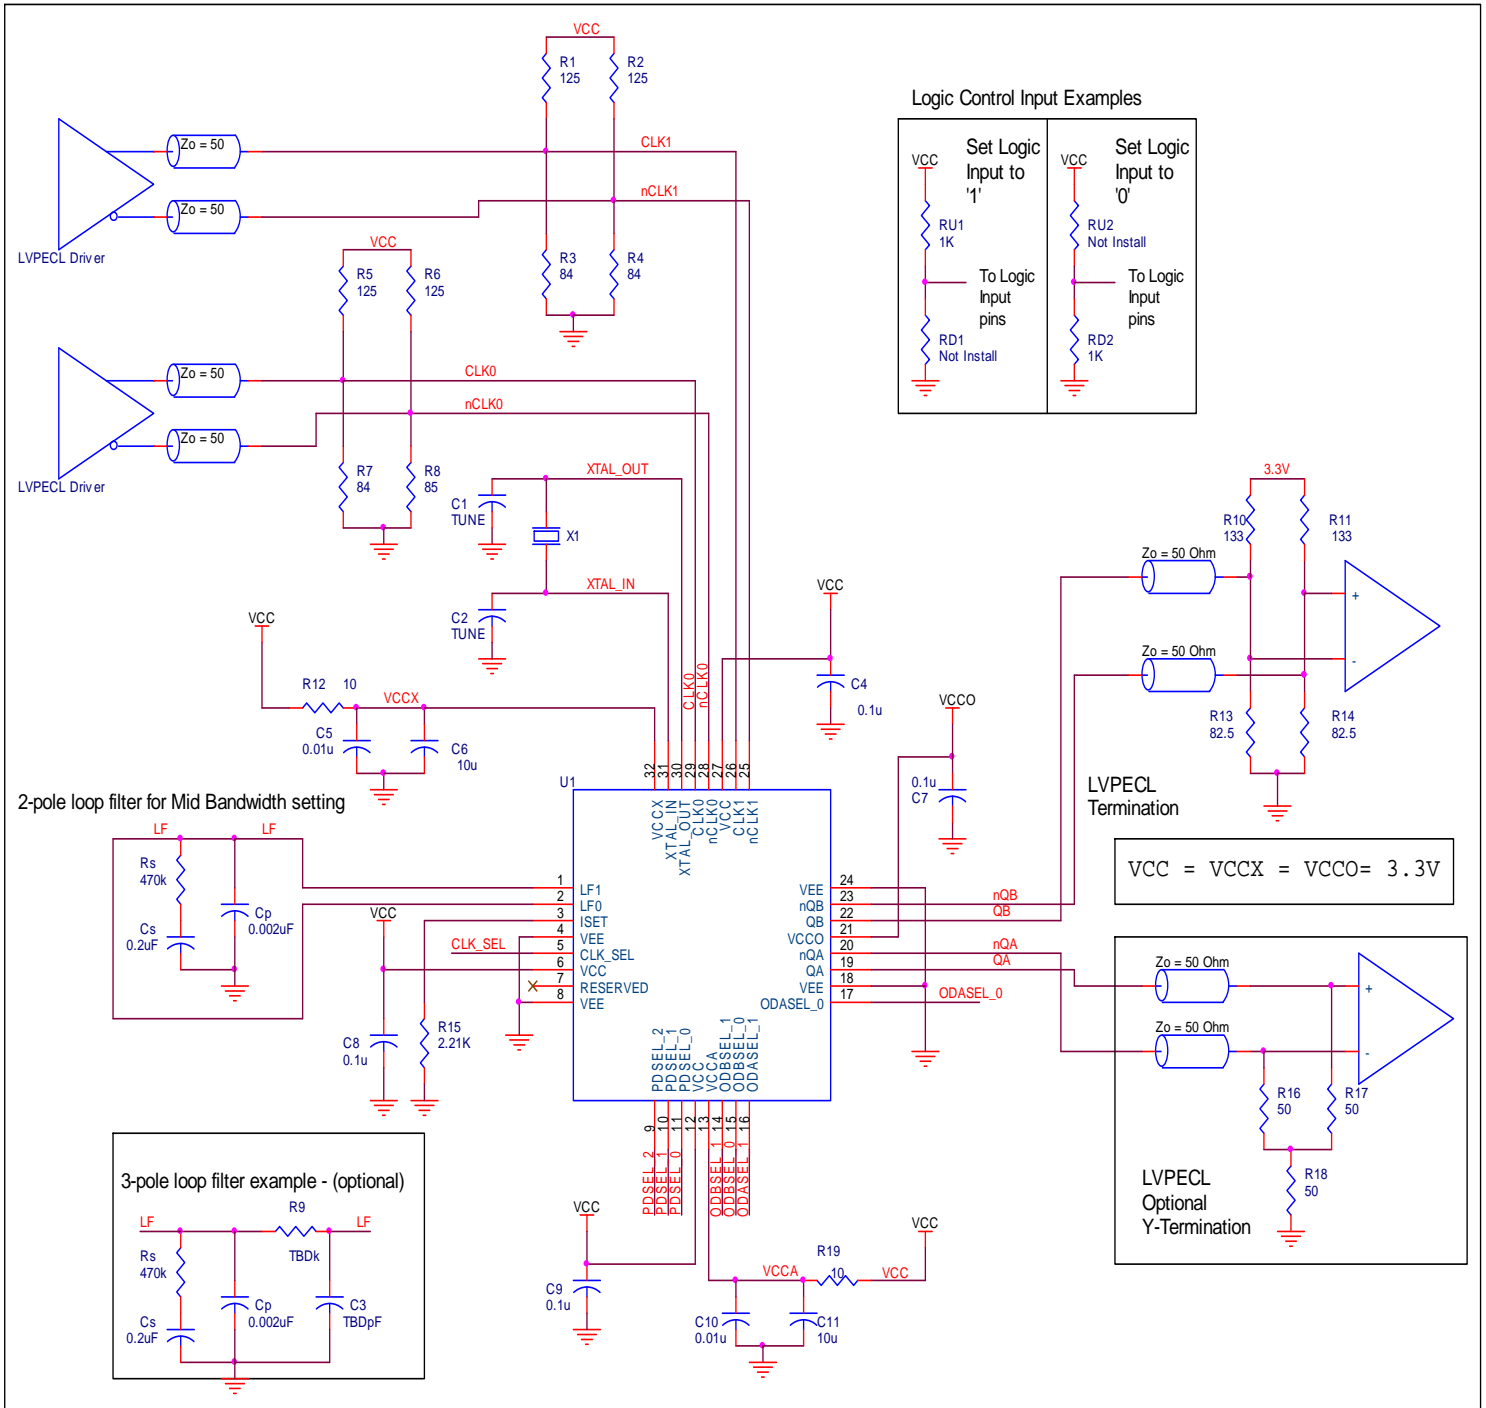 VCC
R1
125
R2
125
Zo = 50
CLK1
Zo = 50
nCLK1
LVPECL Driver
VCC
R3
84
R4
84
R5
125
R6
125
Zo = 50
CLK0
nCLK0
Zo = 50
LVPECL Driver
R7
84
R8
85
Logic Control Input Examples
Set Logic
Input to
'1'
VCC
RU1
1K
To Logic
Input
pins
RD1
Not Install
Set Logic
Input to
'0'
VCC
RU2
Not Install
To Logic
Input
pins
RD2
1K
XTAL_OUT
C1
TUNE
X1
XTAL_IN
C2
TUNE
VCC
R12 10
VCCX
C5
0.01u
C6
10u
CLK0
nCLK0
VCC
C4
0.1u
VCCO
0.1u
C7
3.3V
R10
133
R11
133
Zo = 50 Ohm
Zo = 50 Ohm
+
-
R13
82.5
R14
82.5
LVPECL
Termination
VCC = VCCX = VCCO= 3.3V
2-pole loop filter for Mid Bandwidth setting
LF LF
Rs
470k
Cs
0.2uF
Cp
0.002uF
U1
32
31
30
29
28
27
26
25
VCCX
XTAL_IN
XTAL_OUT
CLK0
nCLK0
VCC
CLK1
nCLK1
1 LF1
2 LF0
3 ISET
4 VEE
5 CLK_SEL
6 VCC
7 RESERVED
8 VEE
CLK_SEL
VCC
C8
0.1u
R15
2.21K
VEE 24
nQB 23
QB 22
VCCO 21
nQA 20
QA 19
VEE 18
ODASEL_0 17
nQB
QB
nQA
QA
ODASEL_0
PDSEL_2
PDSEL_1
PDSEL_0
VCC
VCCA
ODBSEL_1
ODBSEL_0
ODASEL_1
9
10
11
12
13
14
15
16
PDSEL_2
PDSEL_1
PDSEL_0
ODBSEL_1
ODBSEL_0
ODASEL_1
Zo = 50 Ohm
Zo = 50 Ohm
+
-
R16
50
R17
50
R18
50
LVPECL
Optional
Y-Termination
3-pole loop filter example - (optional)
LF
R9
TBDk
LF
Rs
470k
Cs
0.2uF
Cp
0.002uF
C3
TBDpF
VCC
C9
0.1u
VCCA
R19
10
VCC
VCC
C10
0.01u
C11
10u